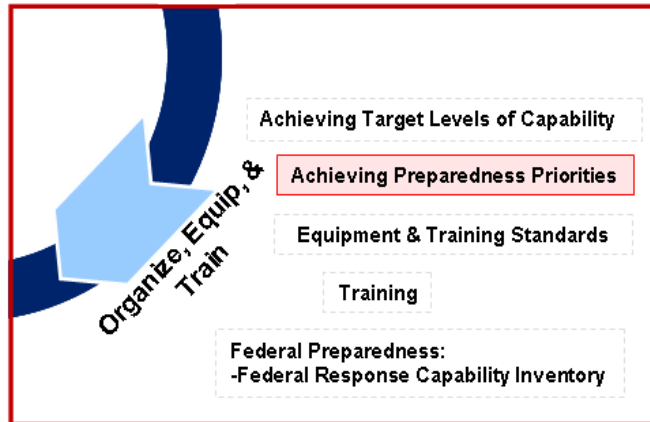 Achieving Target Levels of Capability
Achieving Preparedness Priorities
Organize, Equip, &
Train
Equipment & Training Standards
Training
Federal Preparedness:
-Federal Response Capability Inventory